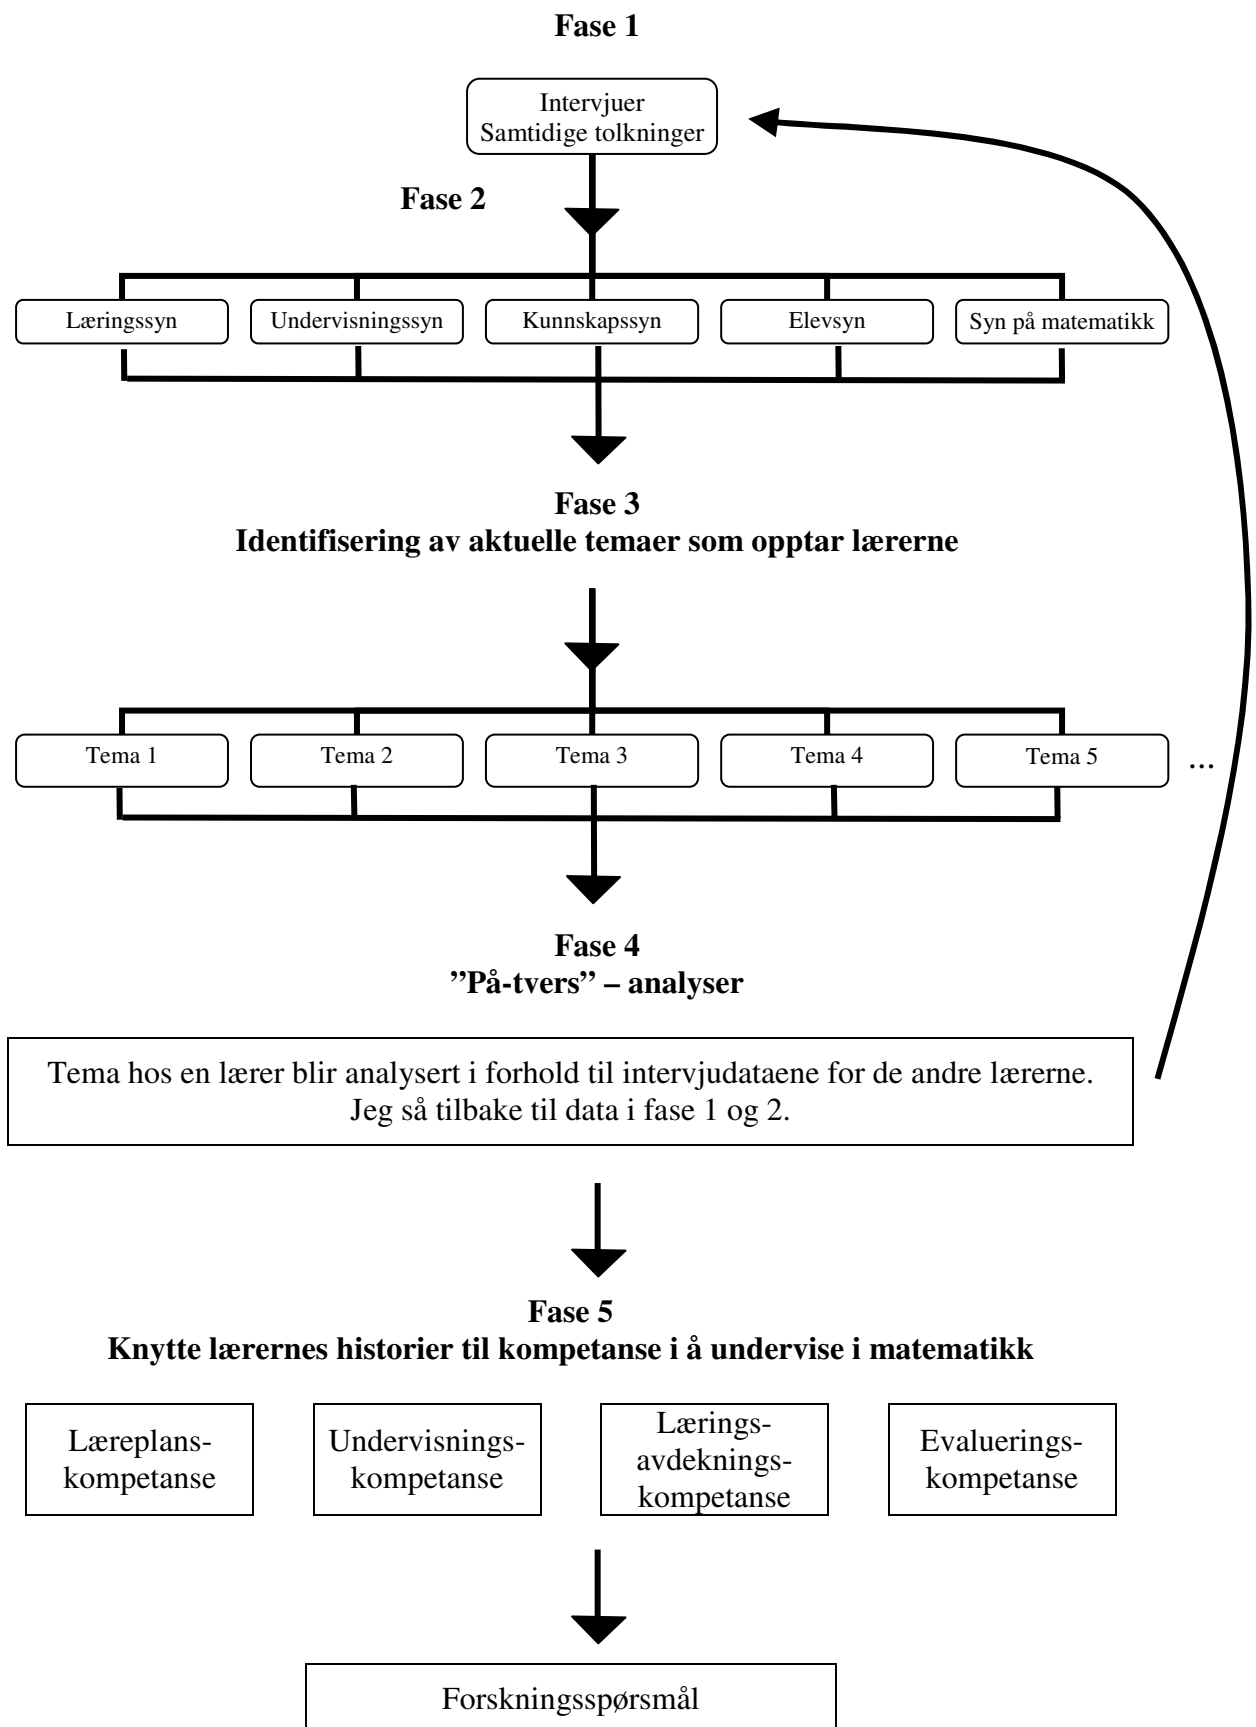 Fase 1
Intervjuer
Samtidige tolkninger
Fase 2
Læringssyn
Undervisningssyn
Kunnskapssyn
Elevsyn
Syn på matematikk
Fase 3
Identifisering av aktuelle temaer som opptar lærerne
Tema 1
Tema 2
Tema 3
Tema 4
Tema 5
...
Fase 4
”På-tvers” – analyser
Tema hos en lærer blir analysert i forhold til intervjudataene for de andre lærerne.
Jeg så tilbake til data i fase 1 og 2.
Fase 5
Knytte lærernes historier til kompetanse i å undervise i matematikk
Læreplans-
kompetanse
Undervisnings-
kompetanse
Lærings-
avdeknings-
kompetanse
Evaluerings-
kompetanse
Forskningsspørsmål